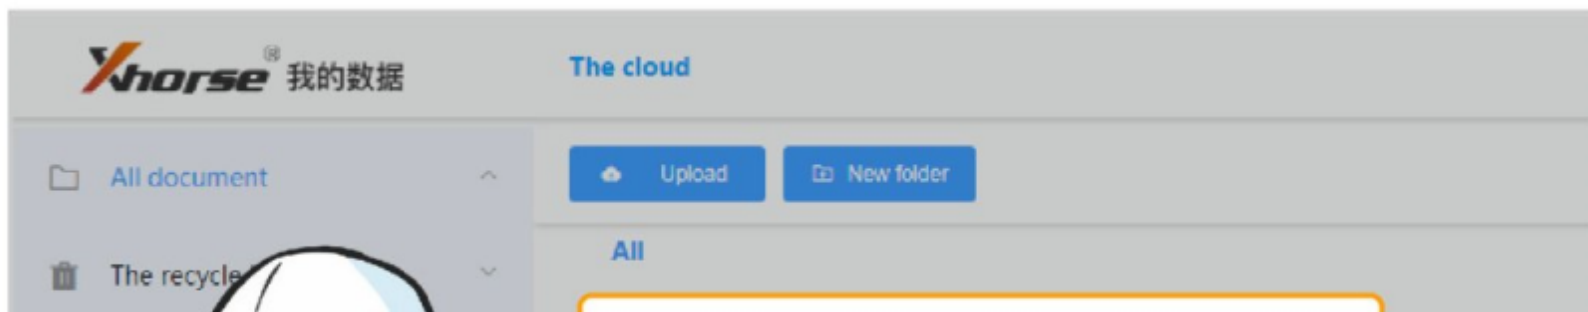 Xhorse® 我的数据
The cloud
All document
Upload
New folder
The recycle
All